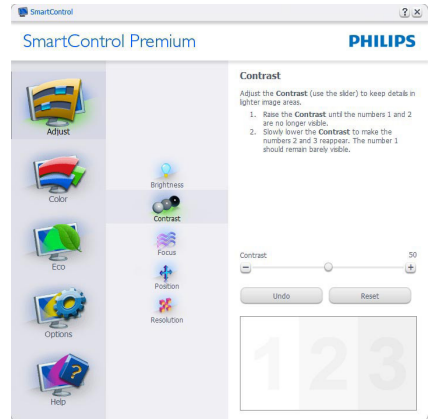 SmartControl
SmartControl Premium
PHILIPS
Adjust
Color
Eco
Options
Help
Brightness
Contrast
Focus
Position
Resolution
Contrast
Adjust the Contrast (use the slider) to keep details in
lighter image areas.
1. Raise the Contrast until the numbers 1 and 2
are no longer visible.
2. Slowly lower the Contrast to make the
numbers 2 and 3 reappear. The number 1
should remain barely visible.
Contrast 50
Undo Reset
1 2 3